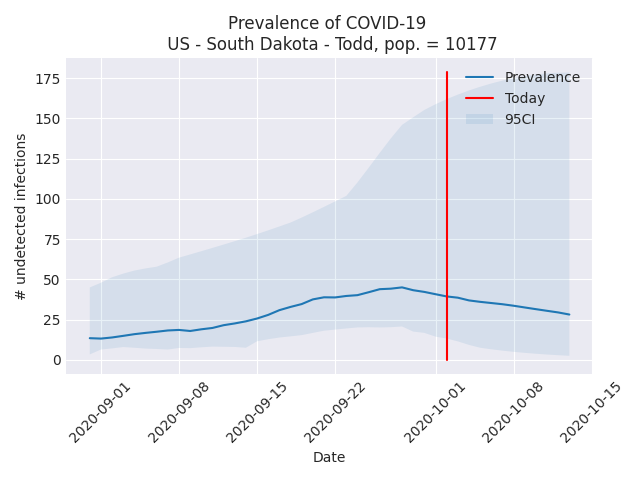 Prevalence of COVID-19
US - South Dakota - Todd, pop. = 10177
175
150
125
100
75
50
25
0
# undetected infections
Prevalence
Today
95CI
2020-09-01
2020-09-08
2020-09-15
2020-09-22
2020-10-01
2020-10-08
2020-10-15
Date